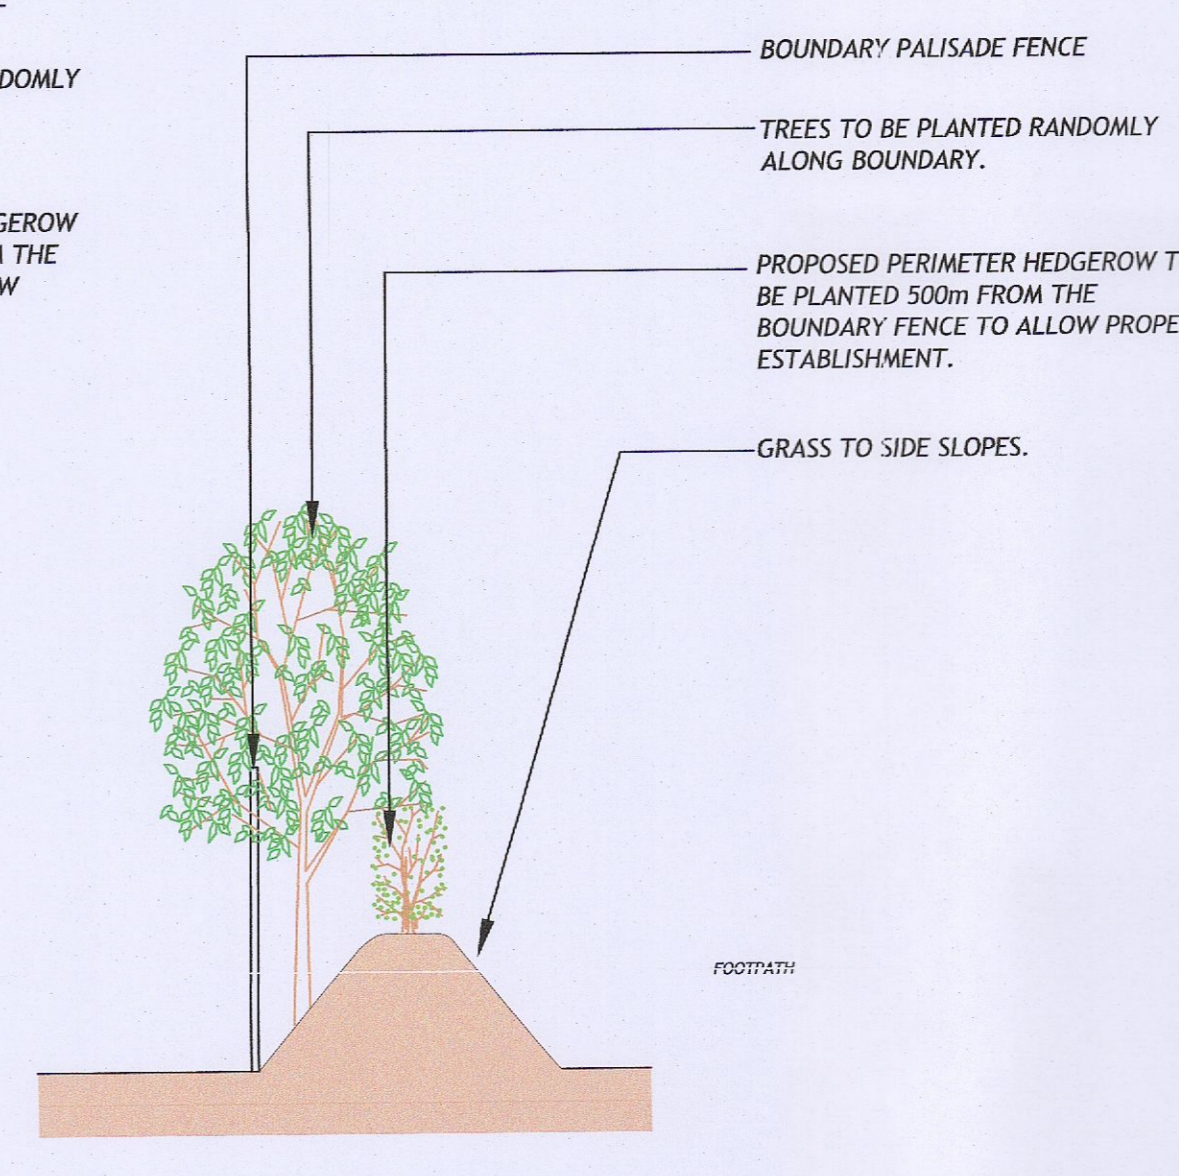 DOMLY
GEROW
THE
W
BOUNDARY PALISADE FENCE
TREES TO BE PLANTED RANDOMLY
ALONG BOUNDARY.
PROPOSED PERIMETER HEDGEROW T
BE PLANTED 500m FROM THE
BOUNDARY FENCE TO ALLOW PROPE
ESTABLISHMENT.
GRASS TO SIDE SLOPES.
FOOTPATH